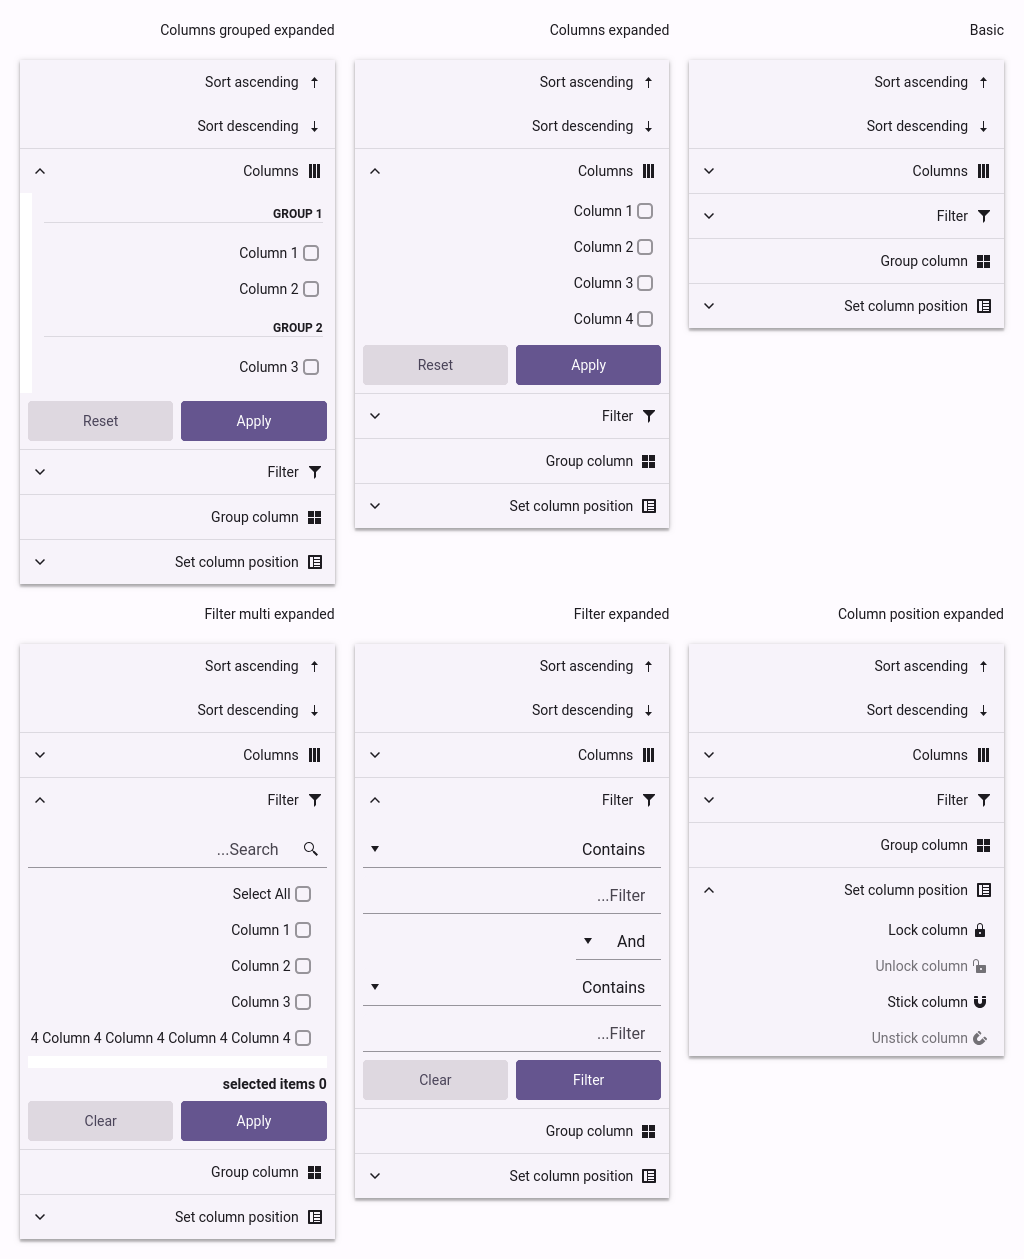 Basic
Sort ascending
Sort descending
Columns
Filter
Group column
Set column position
Columns expanded
Sort ascending
Sort descending
Columns
Column 1
Column 2
Column 3
Column 4
Apply
Reset
Filter
Group column
Set column position
Columns grouped expanded
Sort ascending
Sort descending
Columns
GROUP 1
Column 1
Column 2
GROUP 2
Column 3
Apply
Reset
Filter
Group column
Set column position
Column position expanded
Sort ascending
Sort descending
Columns
Filter
Group column
Set column position
Lock column
Unlock column
Stick column
Unstick column
Filter expanded
Sort ascending
Sort descending
Columns
Filter
Contains
...Filter
And
Contains
...Filter
Filter
Clear
Group column
Set column position
Filter multi expanded
Sort ascending
Sort descending
Columns
Filter
...Search
Select All
Column 1
Column 2
Column 3
4 Column 4 Column 4 Column 4 Column 4
selected items 0
Apply
Clear
Group column
Set column position